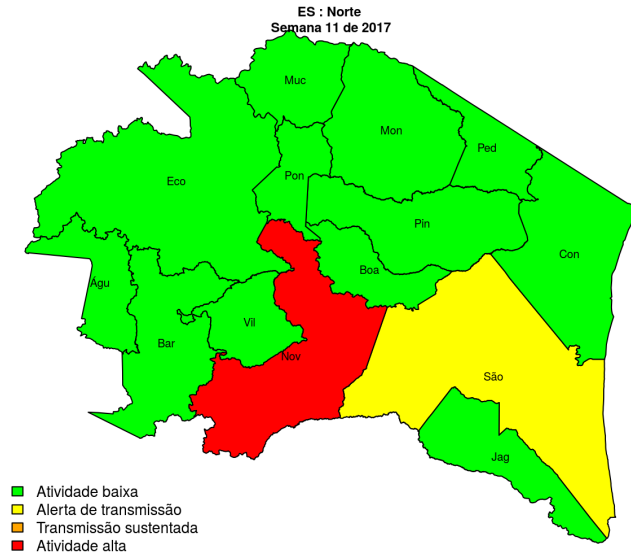 ES : Norte
Semana 11 de 2017
Muc
Mon
Ped
Eco
Pon
Pin
Con
Boa
Águ
Vil
Bar
Nov
São
Jag
Atividade baixa
Alerta de transmissão
Transmissão sustentada
Atividade alta